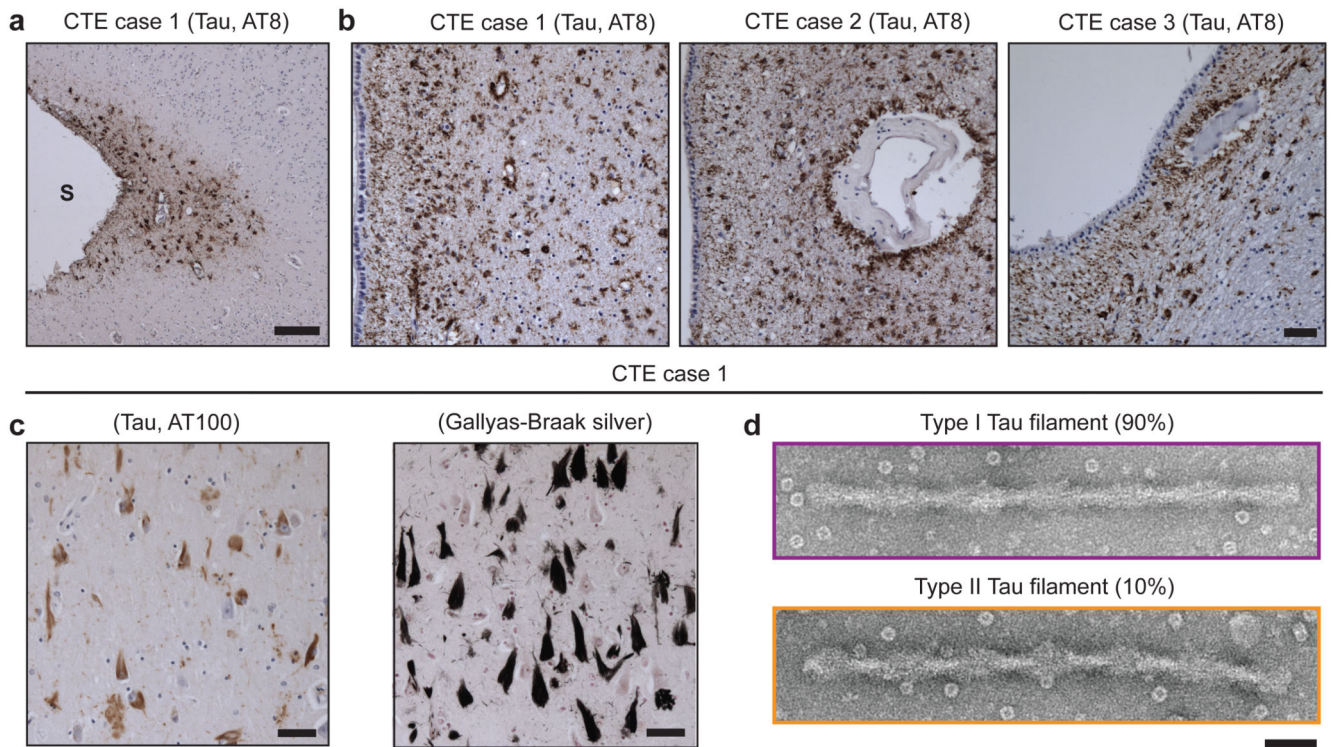 a
CTE case 1 (Tau, AT8)
b
CTE case 1 (Tau, AT8)
CTE case 2 (Tau, AT8)
CTE case 3 (Tau, AT8)
S
CTE case 1
c
(Tau, AT100)
(Gallyas-Braak silver)
d
Type I Tau filament (90%)
Type II Tau filament (10%)